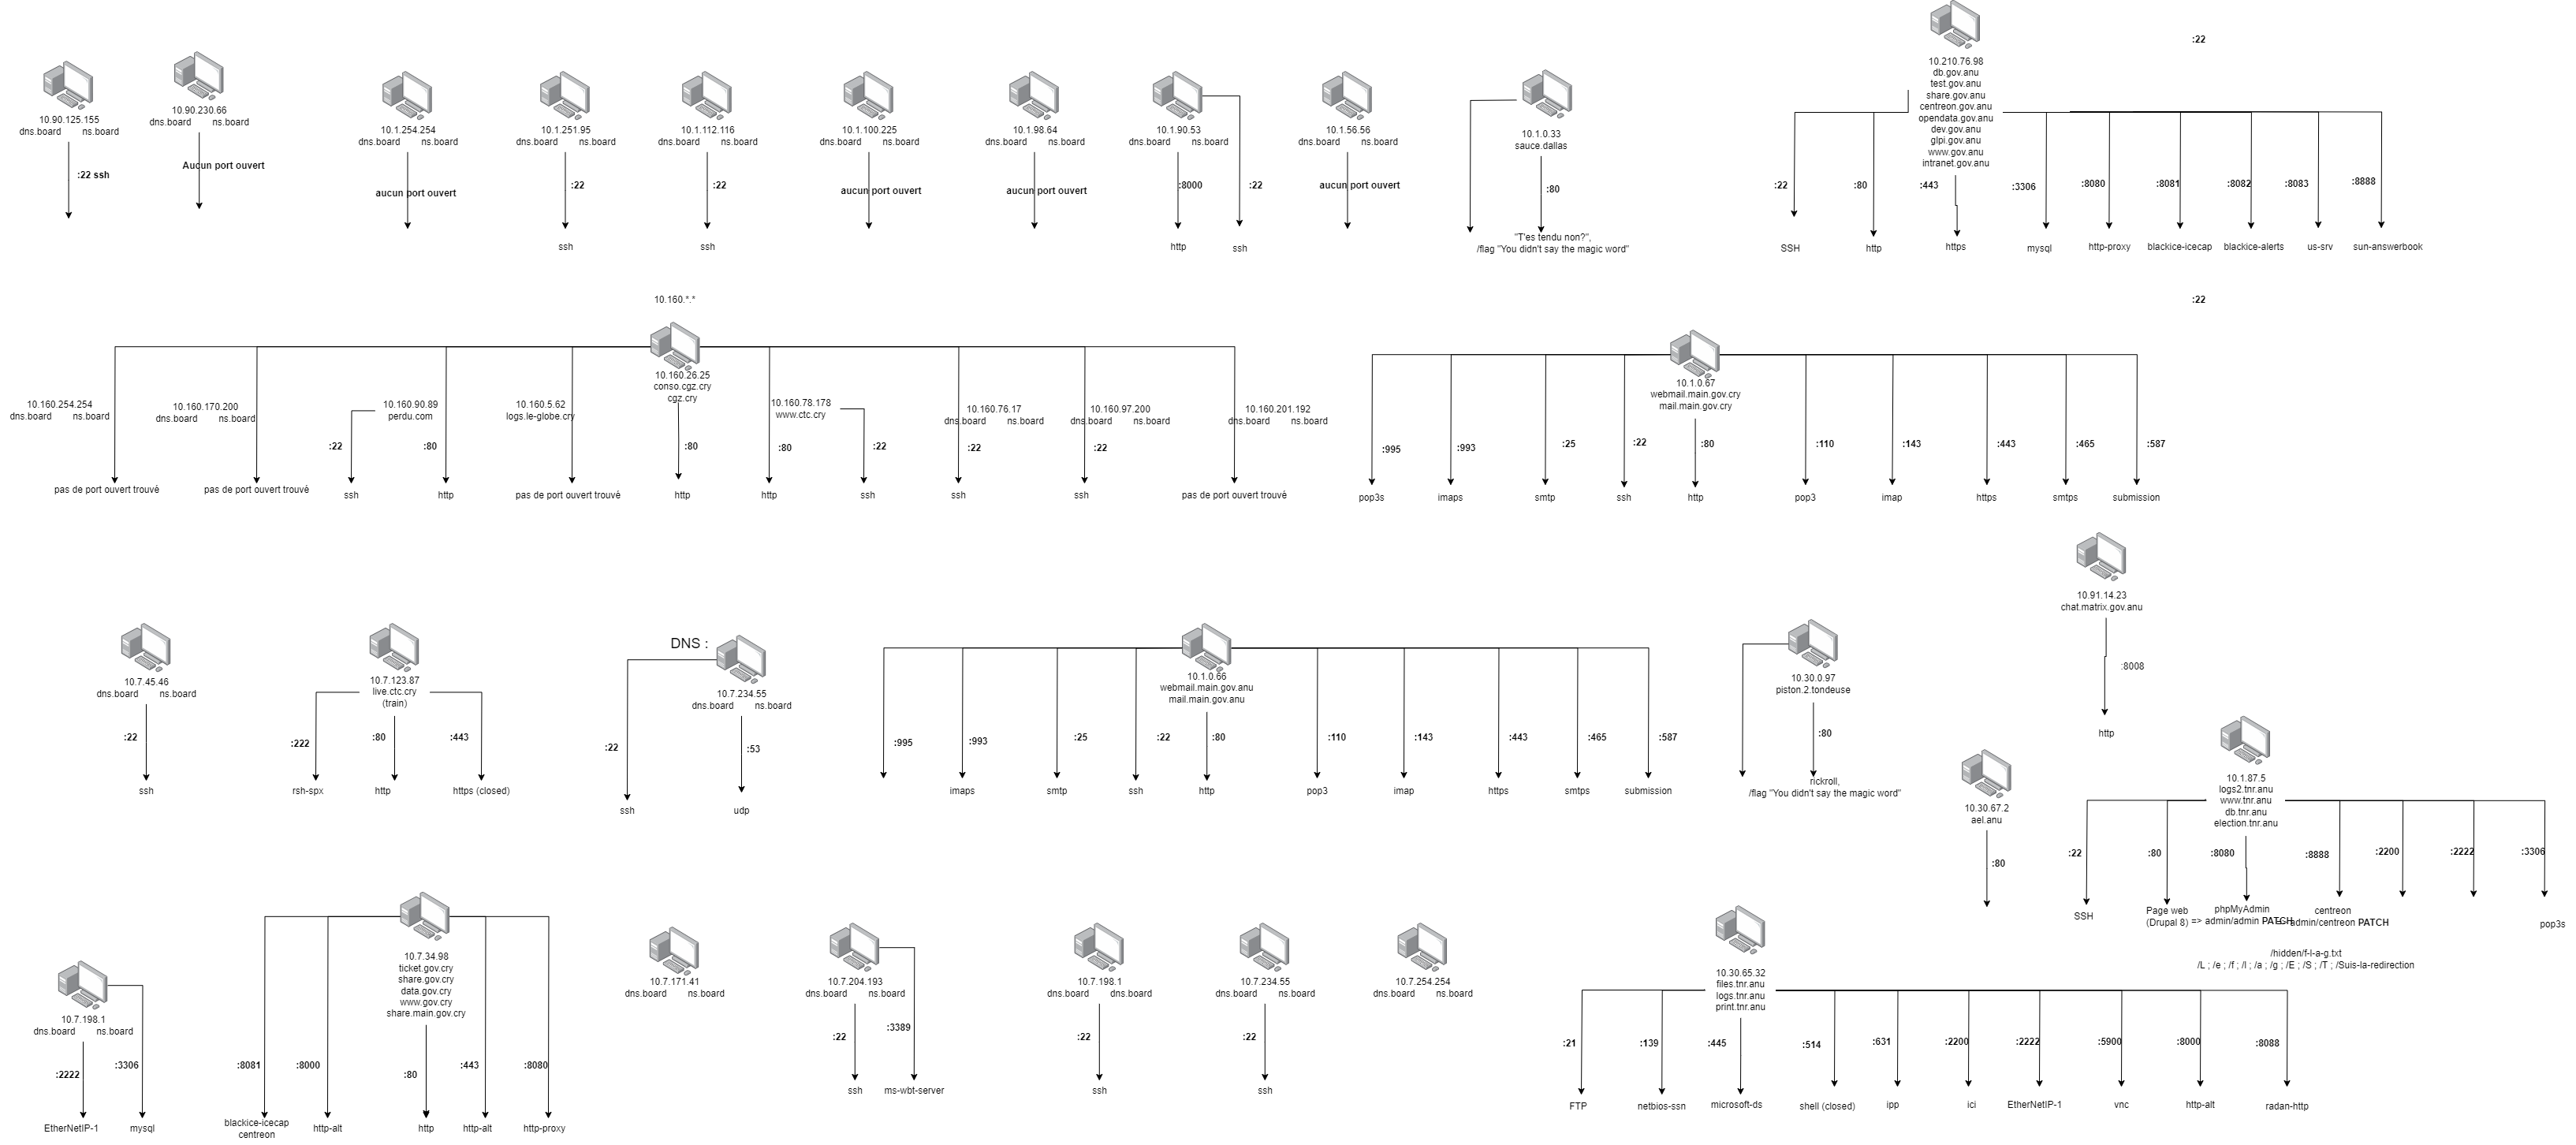 10.90.125.155
dns.board ns.board
:22 ssh
10.90.230.66
dns.board ns.board
Aucun port ouvert
10.1.254.254
dns.board ns.board
aucun port ouvert
10.1.251.95
dns.board ns.board
:22
ssh
10.1.112.116
dns.board ns.board
:22
ssh
10.1.100.225
dns.board ns.board
aucun port ouvert
10.1.98.64
dns.board ns.board
aucun port ouvert
10.1.90.53
dns.board ns.board
:8000
:22
http
ssh
10.1.56.56
dns.board ns.board
aucun port ouvert
10.1.0.33
sauce.dallas
:80
"T'es tendu non?",
/flag "You didn't say the magic word"
:22
10.210.76.98
db.gov.anu
test.gov.anu
share.gov.anu
centreon.gov.anu
opendata.gov.anu
dev.gov.anu
glpi.gov.anu
www.gov.anu
intranet.gov.anu
:22
:80
:443
:3306
:8080
:8081
:8082
:8083
:8888
SSH
http
https
mysql
http-proxy
blackice-icecap
blackice-alerts
us-srv
sun-answerbook
10.160.*.*
:22
10.160.26.25
conso.cgz.cry
cgz.cry
10.160.254.254
dns.board ns.board
10.160.170.200
dns.board ns.board
10.160.90.89
perdu.com
10.160.5.62
logs.le-globe.cry
10.160.78.178
www.ctc.cry
10.160.76.17
dns.board ns.board
10.160.97.200
dns.board ns.board
10.160.201.192
dns.board ns.board
:22
:80
:80
:80
:22
:22
:22
pas de port ouvert trouvé
pas de port ouvert trouvé
ssh
http
pas de port ouvert trouvé
http
http
ssh
ssh
ssh
pas de port ouvert trouvé
10.1.0.67
webmail.main.gov.cry
mail.main.gov.cry
:995
:993
:25
:22
:80
:110
:143
:443
:465
:587
pop3s
imaps
smtp
ssh
http
pop3
imap
https
smtps
submission
10.91.14.23
chat.matrix.gov.anu
:8008
http
10.7.45.46
dns.board ns.board
:22
ssh
10.7.123.87
live.ctc.cry
(train)
:222
:80
:443
rsh-spx
http
https (closed)
DNS :
10.7.234.55
dns.board ns.board
:22
:53
ssh
udp
10.1.0.66
webmail.main.gov.anu
mail.main.gov.anu
:995
:993
:25
:22
:80
:110
:143
:443
:465
:587
imaps
smtp
ssh
http
pop3
imap
https
smtps
submission
10.30.0.97
piston.2.tondeuse
:80
rickroll,
/flag "You didn't say the magic word"
10.30.67.2
ael.anu
:80
10.1.87.5
logs2.tnr.anu
www.tnr.anu
db.tnr.anu
election.tnr.anu
:22
:80
:8080
:8888
:2200
:2222
:3306
SSH
Page web
(Drupal 8)
phpMyAdmin
=> admin/admin PATCH
centreon
=> admin/centreon PATCH
pop3s
/hidden/f-l-a-g.txt
/L ; /e ; /f ; /l ; /a ; /g ; /E ; /S ; /T ; /Suis-la-redirection
10.7.198.1
dns.board ns.board
:2222
:3306
EtherNetIP-1
mysql
10.7.34.98
ticket.gov.cry
share.gov.cry
data.gov.cry
www.gov.cry
share.main.gov.cry
:8081
:8000
:80
:443
:8080
blackice-icecap
centreon
http-alt
http
http-alt
http-proxy
10.7.171.41
dns.board ns.board
10.7.204.193
dns.board ns.board
:22
:3389
ssh
ms-wbt-server
10.7.198.1
dns.board dns.board
:22
ssh
10.7.234.55
dns.board ns.board
:22
ssh
10.7.254.254
dns.board ns.board
10.30.65.32
files.tnr.anu
logs.tnr.anu
print.tnr.anu
:21
:139
:445
:514
:631
:2200
:2222
:5900
:8000
:8088
FTP
netbios-ssn
microsoft-ds
shell (closed)
ipp
ici
EtherNetIP-1
vnc
http-alt
radan-http